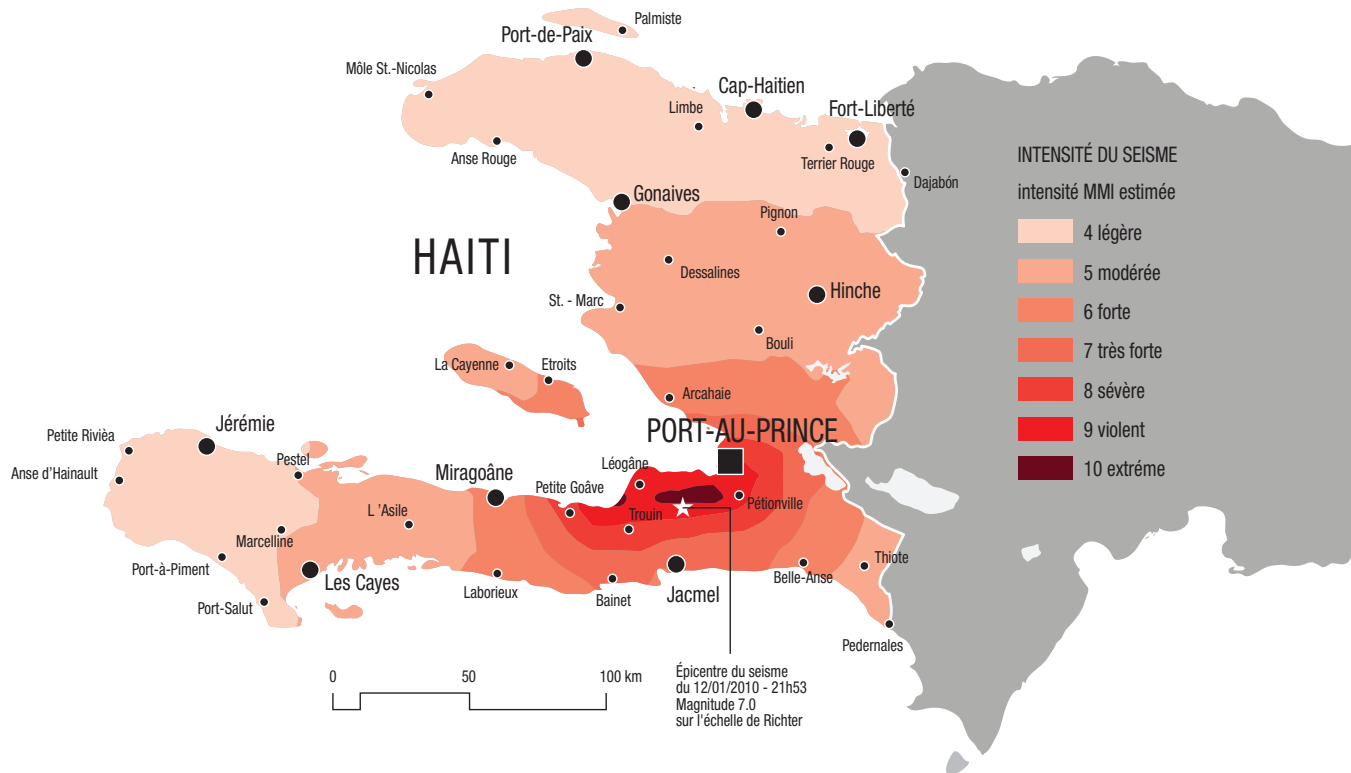 Palmiste
Port-de-Paix
Môle St.-Nicolas
Cap-Haitien
Limbe
Fort-Liberté
Anse Rouge
Terrier Rouge
Dajabón
Gonaives
Pignon
HAITI
Dessalines
Hinche
St. - Marc
Bouli
La Cayenne
Etroits
Arcahaie
PORT-AU-PRINCE
Jérémie
Petite Rivièa
Anse d'Hainault
Pestel
Miragoâne
Léogâne
Petite Goâve
Pétionville
L 'Asile
Trouin
Marcelline
Port-à-Piment
Les Cayes
Port-Salut
Laborieux
Bainet
Jacmel
Belle-Anse
Thiote
Pedernales
INTENSITÉ DU SEISME
intensité MMI estimée
4 légère
5 modérée
6 forte
7 très forte
8 sévère
9 violent
10 extréme
0 50 100 km
Épicentre du seisme
du 12/01/2010 - 21h53
Magnitude 7.0
sur l'échelle de Richter